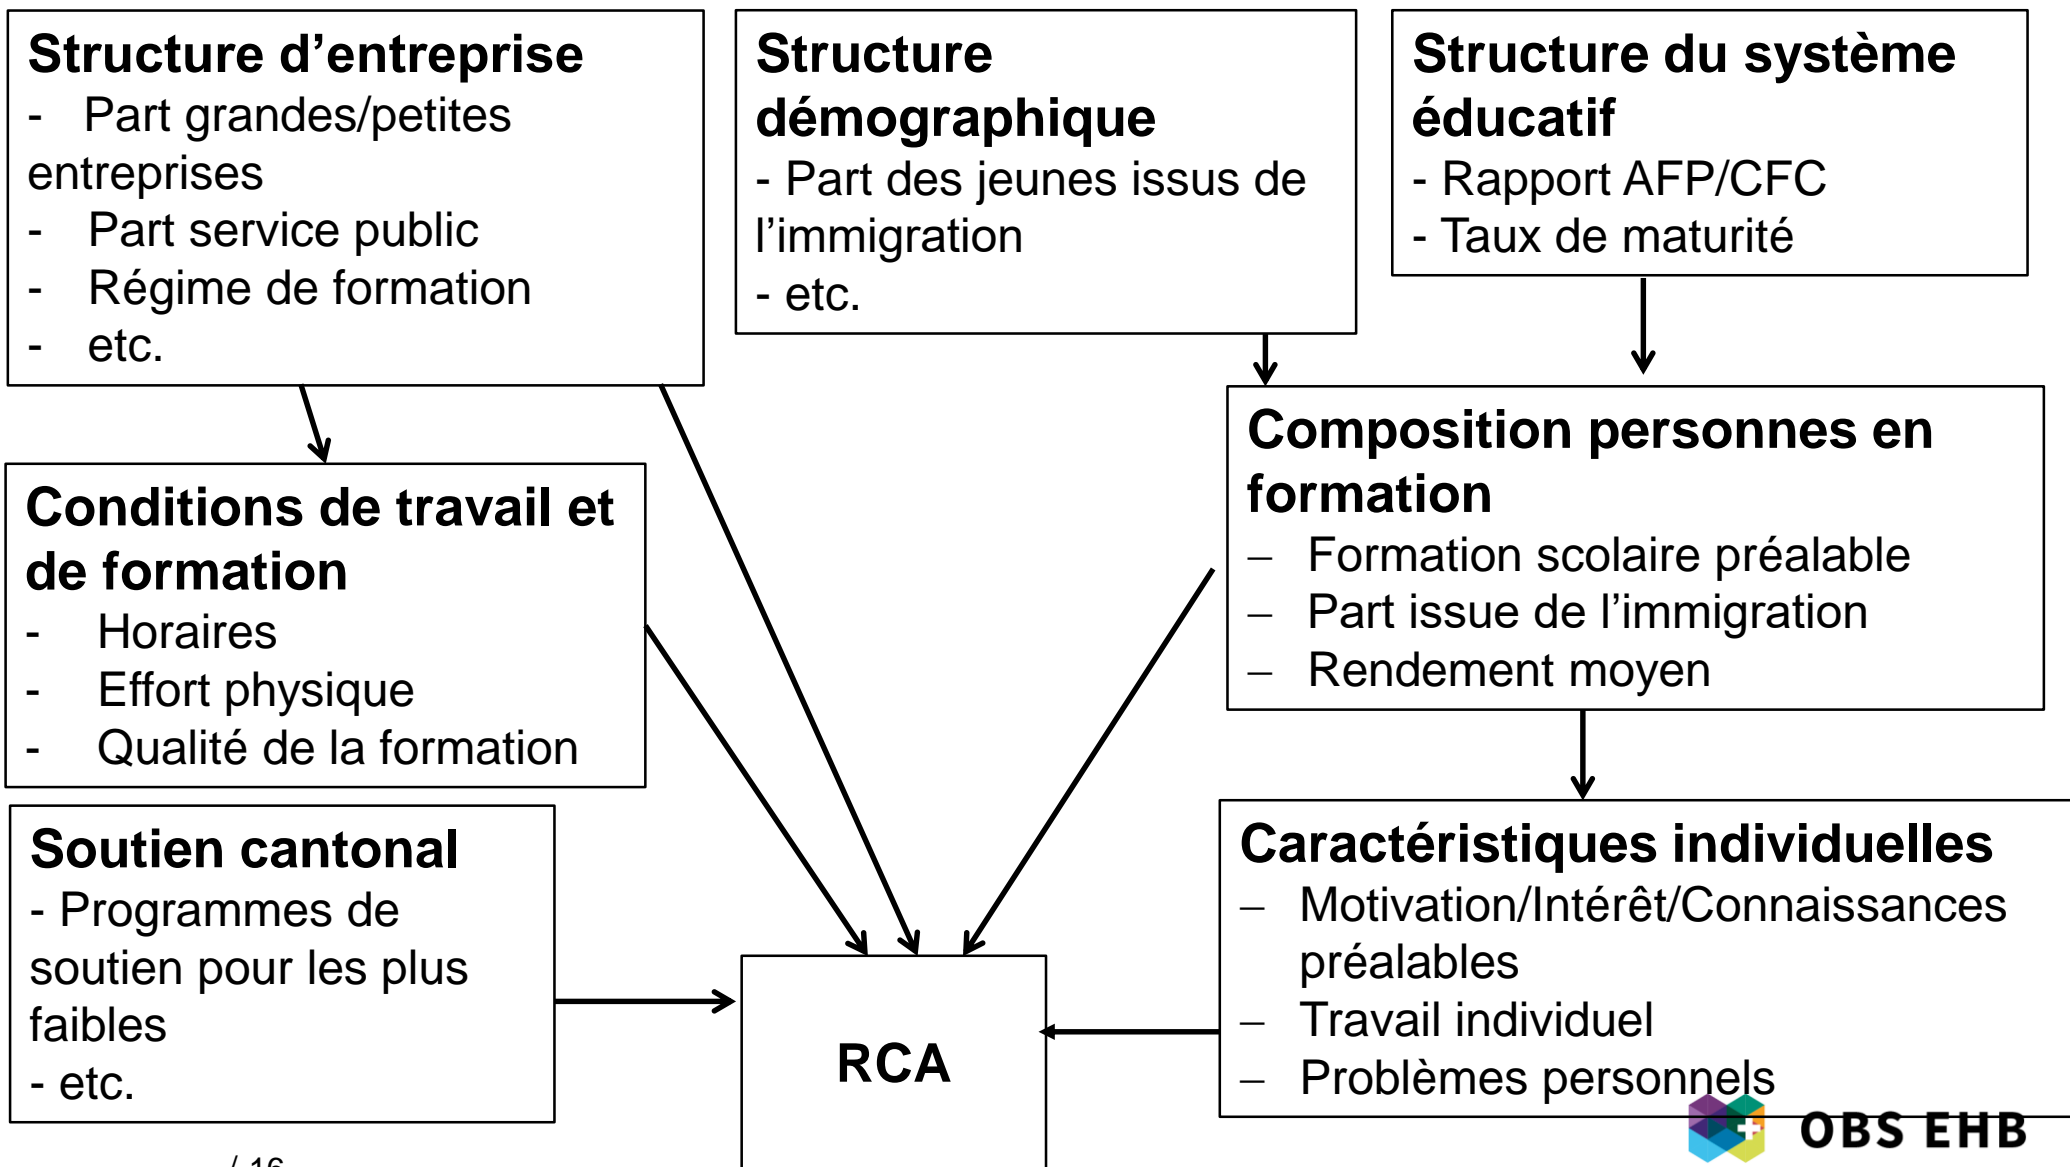 Structure d’entreprise
- Part grandes/petites
entreprises
- Part service public
- Régime de formation
- etc.
Structure
démographique
- Part des jeunes issus de
l’immigration
- etc.
Structure du système
éducatif
- Rapport AFP/CFC
- Taux de maturité
Conditions de travail et
de formation
- Horaires
- Effort physique
- Qualité de la formation
Composition personnes en
formation
– Formation scolaire préalable
– Part issue de l’immigration
– Rendement moyen
Soutien cantonal
- Programmes de
soutien pour les plus
faibles
- etc.
RCA
Caractéristiques individuelles
– Motivation/Intérêt/Connaissances
préalables
– Travail individuel
– Problèmes personnels
OBS EHB
/ 16